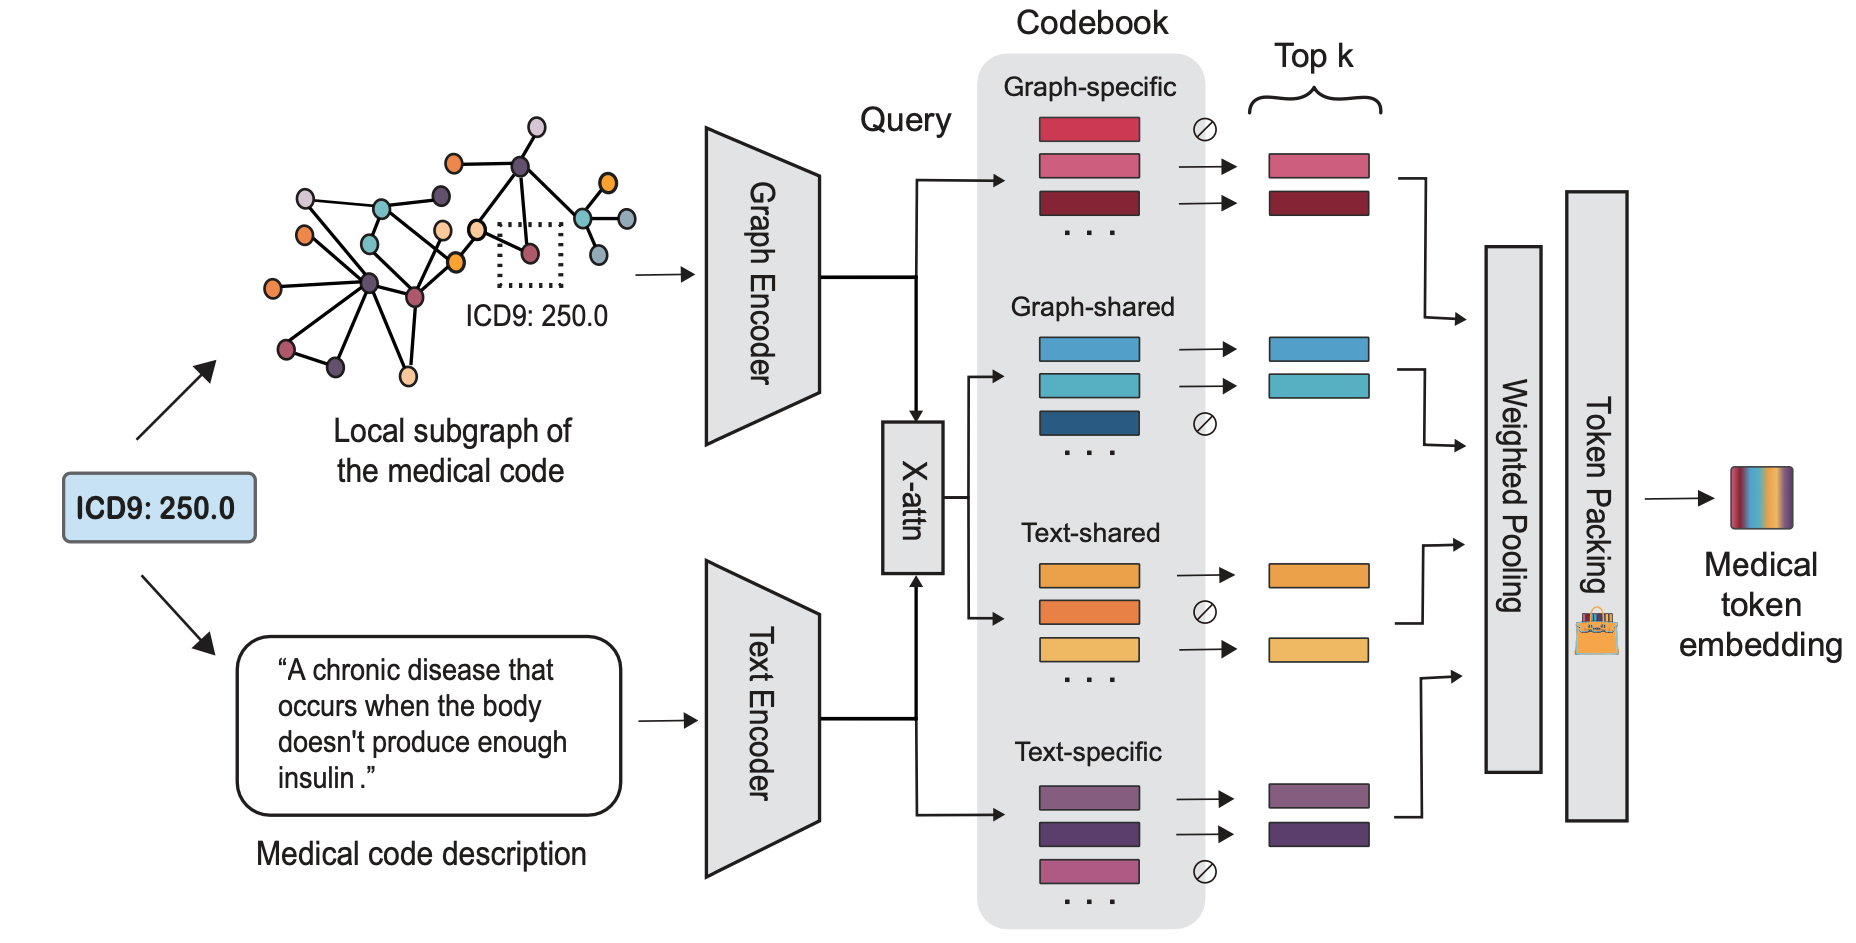 Codebook
Top k
Query
Graph-specific
. . .
Graph-shared
. . .
Text-shared
. . .
Text-specific
. . .
ICD9: 250.0
Local subgraph of
the medical code
ICD9: 250.0
“A chronic disease that
occurs when the body
doesn't produce enough
insulin .”
Medical code description
Graph Encoder
Text Encoder
X-attn
Weighted Pooling
Token Packing
Medical
token
embedding